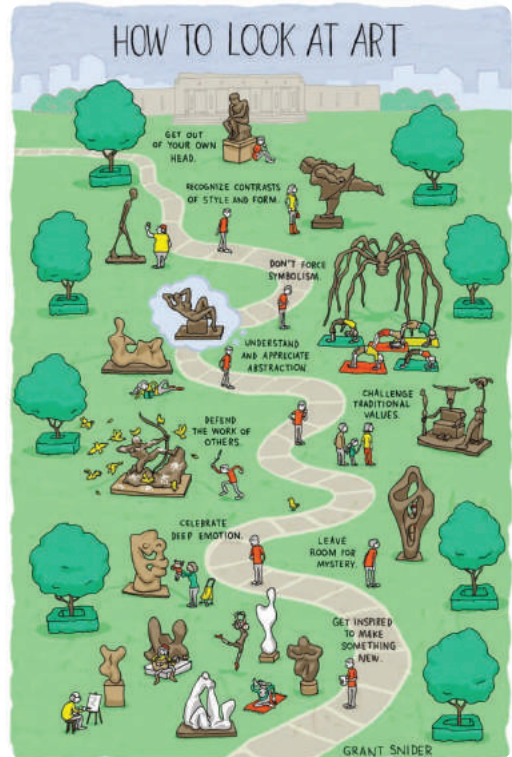 HOW TO LOOK AT ART
GET OUT
OF YOUR OWN
HEAD.
RECOGNIZE CONTRASTS
OF STYLE AND FORM.
DON'T FORCE
SYMBOLISM.
UNDERSTAND
AND APPRECIATE
ABSTRACTION
CHALLENGE
TRADITIONAL
VALUES.
DEFEND
THE WORK OF
OTHERS.
CELEBRATE
DEEP EMOTION.
LEAVE
ROOM FOR
MYSTERY.
GET INSPIRED
TO MAKE
SOMETHING
NEW.
GRANT SNIDER